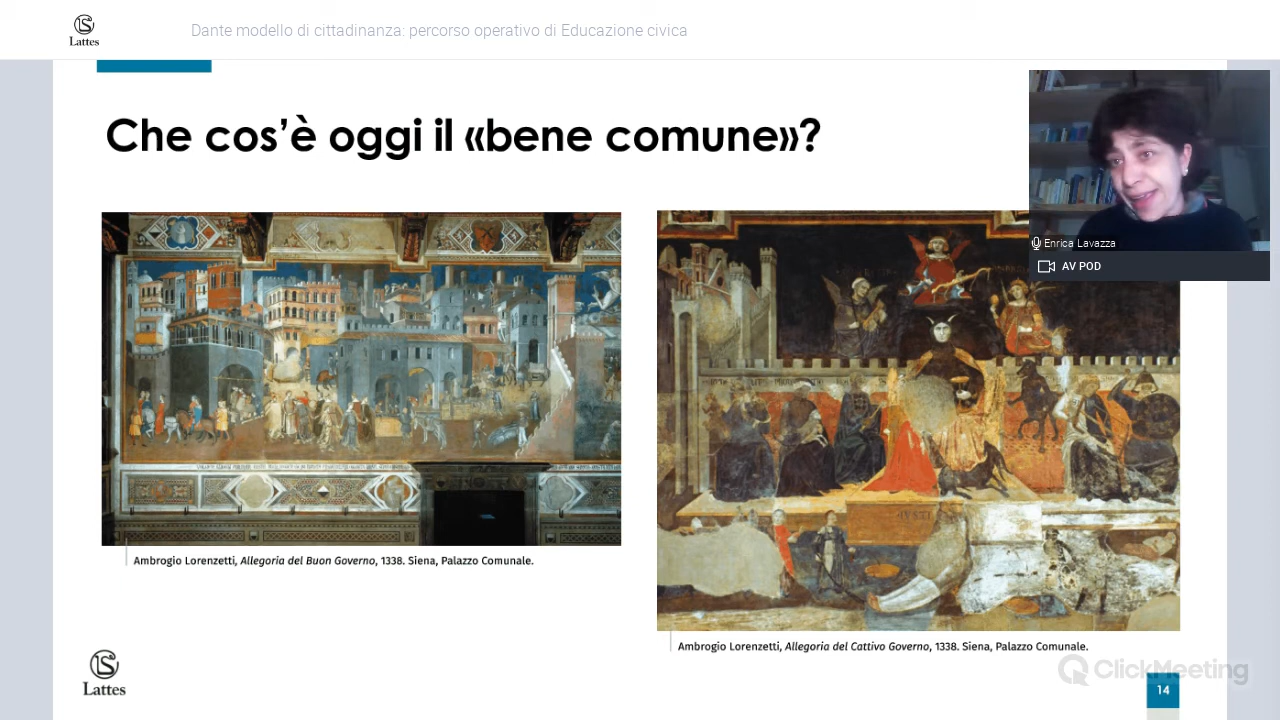 Lattes
Dante modello di cittadinanza: percorso operativo di Educazione civica
Che cos'è oggi il «bene comune»?
Enrica Lavazza
AV POD
Ambrogio Lorenzetti, Allegoria del Buon Governo, 1338. Siena, Palazzo Comunale.
Ambrogio Lorenzetti, Allegoria del Cattivo Governo, 1338. Siena, Palazzo Comunale.
Lattes
ClickMeeting
14